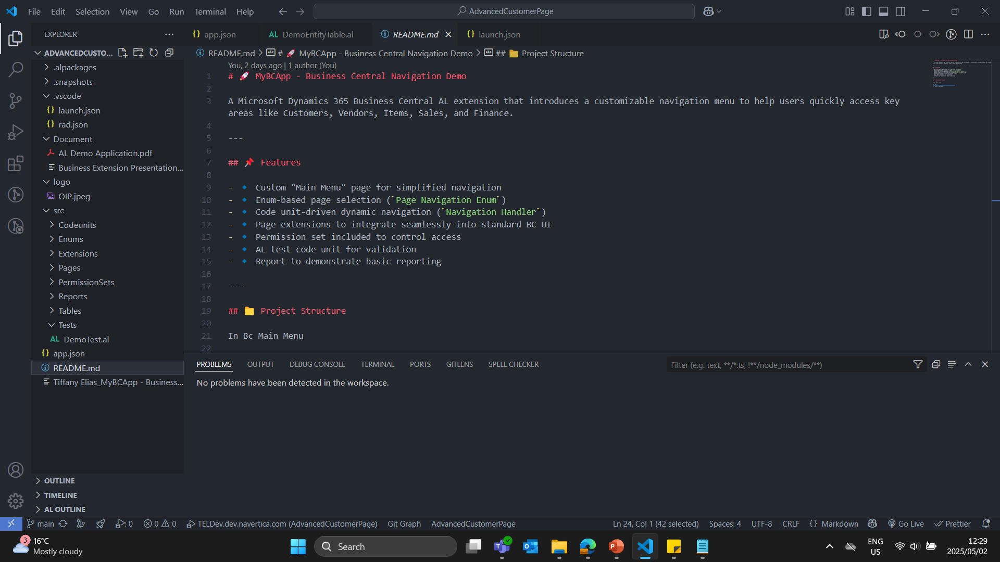 File Edit Selection View Go Run Terminal Help
AdvancedCustomerPage
EXPLORER
app.json
DemoEntityTable.al
README.md
launch.json
ADVANCEDCUSTO...
README.md > # 🚀 MyBCApp - Business Central Navigation Demo > ## 📁 Project Structure
.alpackages
.snapshots
.vscode
launch.json
rad.json
Document
AL Demo Application.pdf
Business Extension Presentation...
logo
OIP.jpeg
src
Codeunits
Enums
Extensions
Pages
PermissionSets
Reports
Tables
Tests
AL DemoTest.al
app.json
README.md
Tiffany Elias_MyBCApp - Business...
OUTLINE
TIMELINE
AL OUTLINE
You, 2 days ago | 1 author (You)
1 # 🚀 MyBCApp - Business Central Navigation Demo
2
3 A Microsoft Dynamics 365 Business Central AL extension that introduces a customizable navigation menu to help users quickly access key
areas like Customers, Vendors, Items, Sales, and Finance.
4
5 ---
6
7 ## 📌 Features
8
9 - 🔹 Custom "Main Menu" page for simplified navigation
10 - 🔹 Enum-based page selection (`Page Navigation Enum`)
11 - 🔹 Code unit-driven dynamic navigation (`Navigation Handler`)
12 - 🔹 Page extensions to integrate seamlessly into standard BC UI
13 - 🔹 Permission set included to control access
14 - 🔹 AL test code unit for validation
15 - 🔹 Report to demonstrate basic reporting
16
17 ---
18
19 ## 📁 Project Structure
20
21 In Bc Main Menu
22
PROBLEMS OUTPUT DEBUG CONSOLE TERMINAL PORTS GITLENS SPELL CHECKER
Filter (e.g. text, **/*.ts, !**/node_modules/**)
No problems have been detected in the workspace.
main
0
0 0
TELDev.dev.navertica.com (AdvancedCustomerPage)
Git Graph
AdvancedCustomerPage
Ln 24, Col 1 (42 selected)
Spaces: 4
UTF-8
CRLF
{ } Markdown
Go Live
Prettier
3
16°C
Mostly cloudy
Search
ENG
US
12:29
2025/05/02